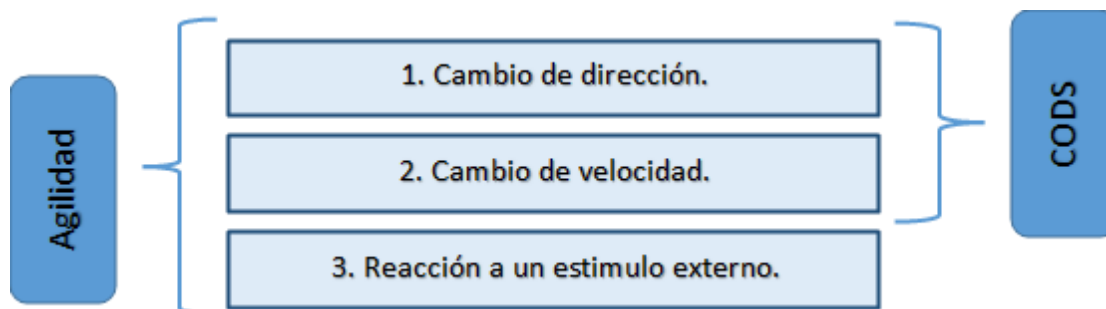 Agilidad
1. Cambio de dirección.
2. Cambio de velocidad.
3. Reacción a un estimulo externo.
CODS